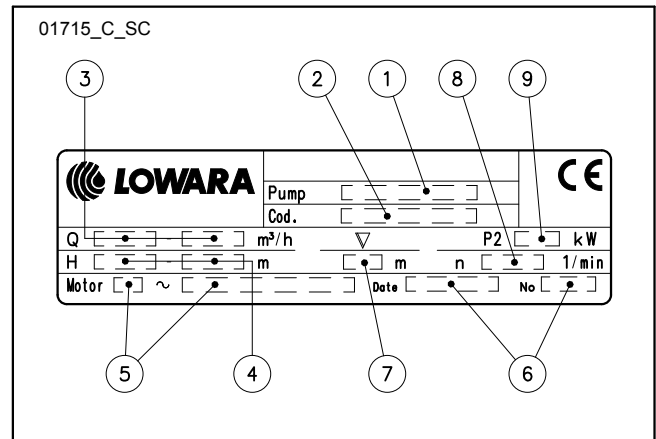 01715_C_SC
3 2 1 8 9
LOWARA
Pump
CE
Cod.
Q - m³/h P2 kW
H - m m n 1/min
Motor ~ Date No
5 4 7 6